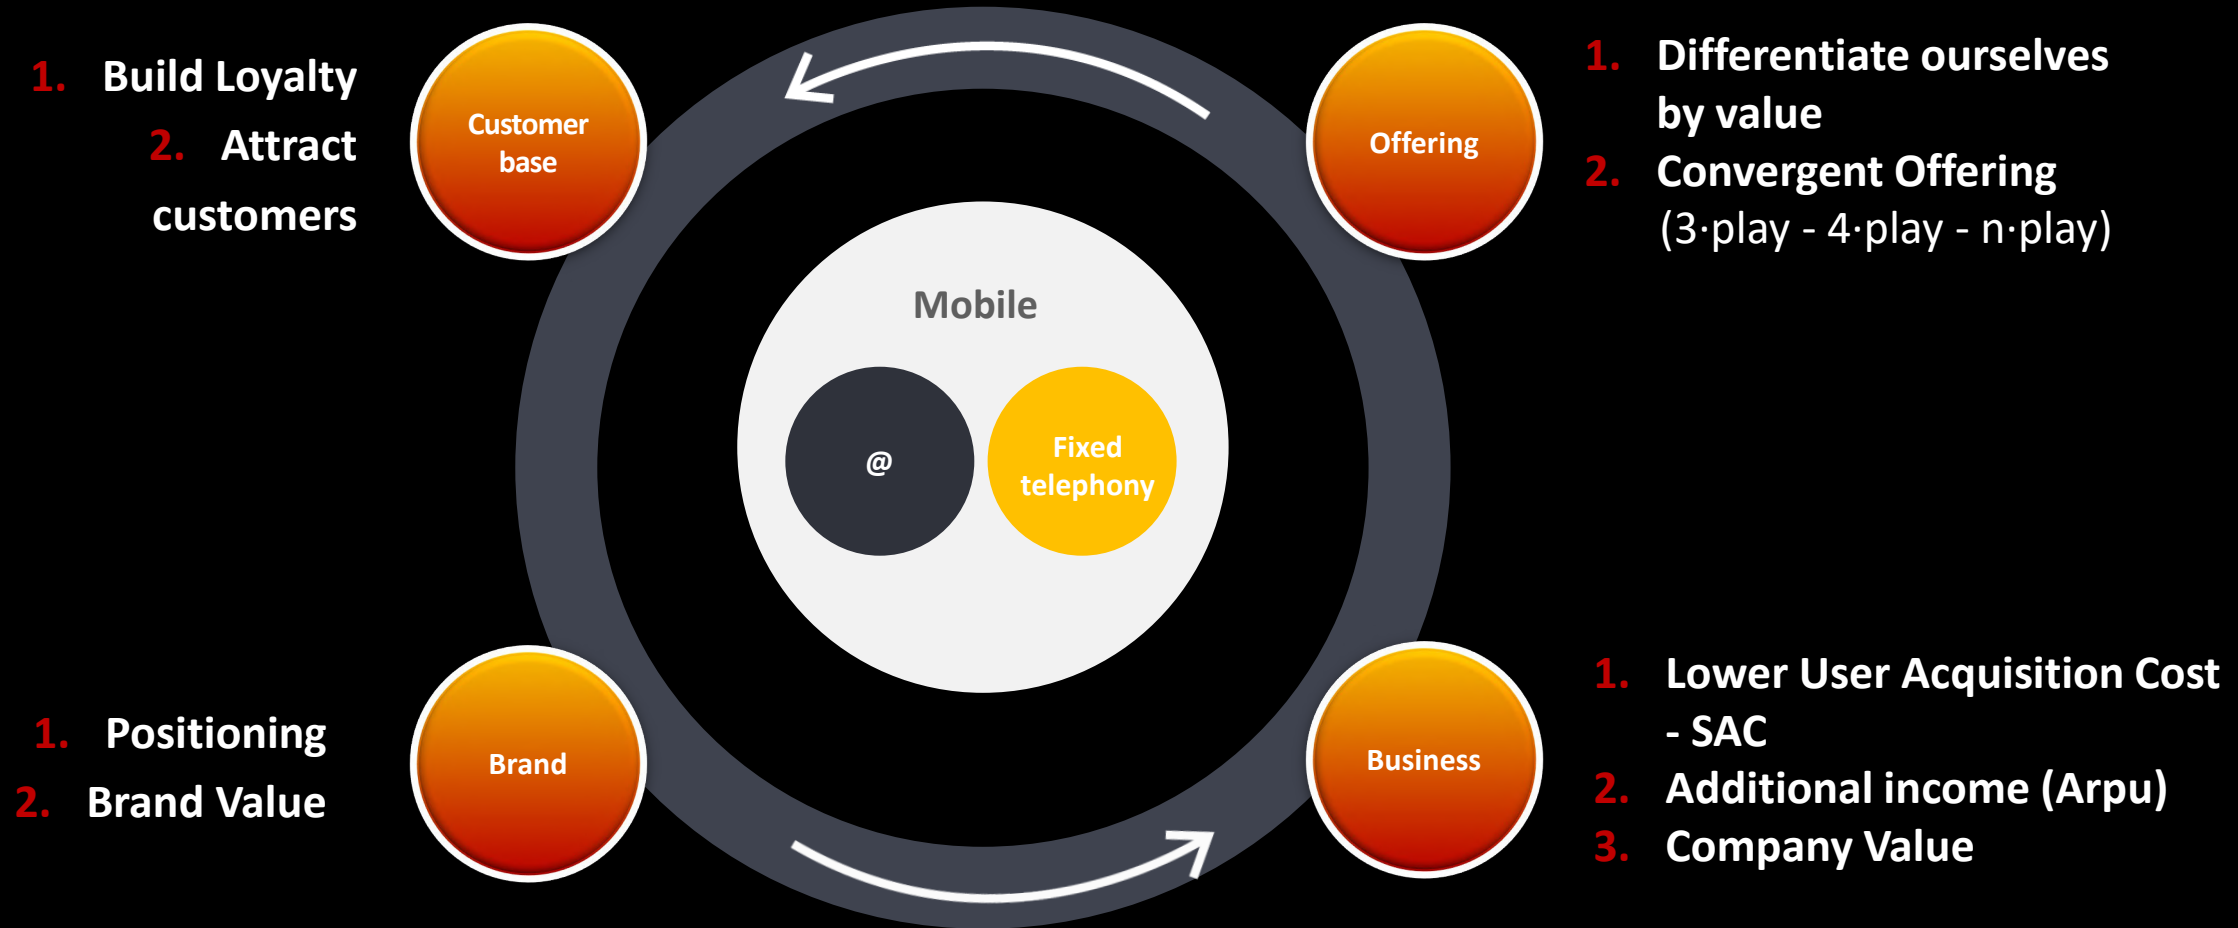 1. Build Loyalty
2. Attract
customers
Customer
base
Offering
1. Differentiate ourselves
by value
2. Convergent Offering
(3·play - 4·play - n·play)
Mobile
@
Fixed
telephony
1. Positioning
2. Brand Value
Brand
Business
1. Lower User Acquisition Cost
- SAC
2. Additional income (Arpu)
3. Company Value